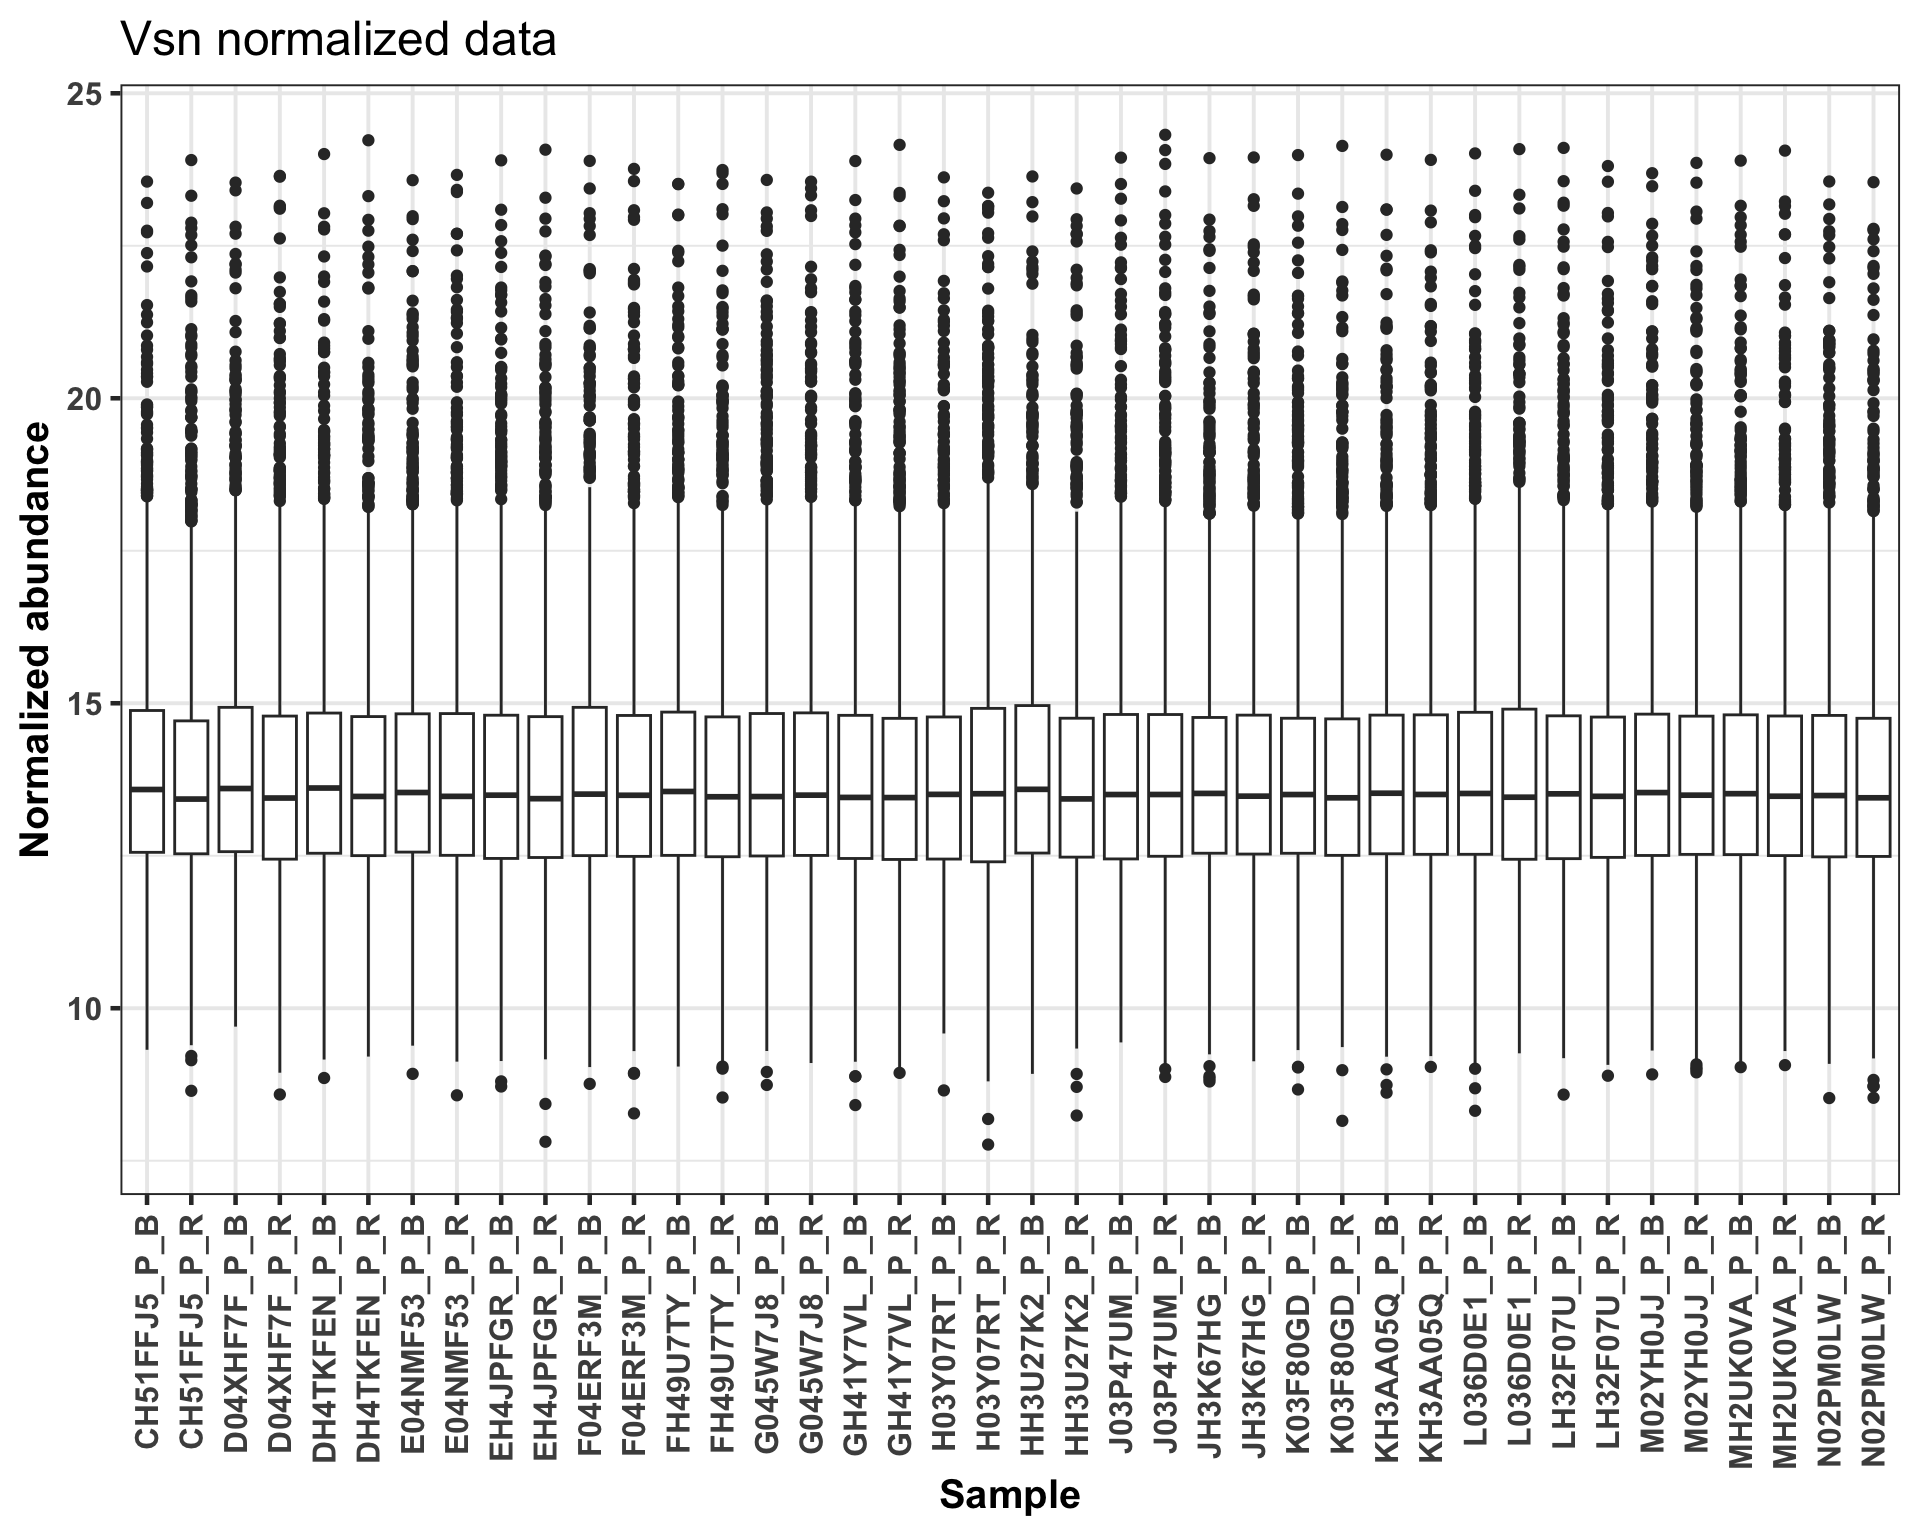 Vsn normalized data
25
20
15
10
Normalized abundance
CH51FFJ5_P_B
CH51FFJ5_P_R
D04XHF7F_P_B
D04XHF7F_P_R
DH4TKFEN_P_B
DH4TKFEN_P_R
E04NMF53_P_B
E04NMF53_P_R
EH4JPFGR_P_B
EH4JPFGR_P_R
F04ERF3M_P_B
F04ERF3M_P_R
FH49U7TY_P_B
FH49U7TY_P_R
G045W7J8_P_B
G045W7J8_P_R
GH41Y7VL_P_B
GH41Y7VL_P_R
H03Y07RT_P_B
H03Y07RT_P_R
HH3U27K2_P_B
HH3U27K2_P_R
J03P47UM_P_B
J03P47UM_P_R
JH3K67HG_P_B
JH3K67HG_P_R
K03F80GD_P_B
K03F80GD_P_R
KH3AA05Q_P_B
KH3AA05Q_P_R
L036D0E1_P_B
L036D0E1_P_R
LH32F07U_P_B
LH32F07U_P_R
M02YH0JJ_P_B
M02YH0JJ_P_R
MH2UK0VA_P_B
MH2UK0VA_P_R
N02PM0LW_P_B
N02PM0LW_P_R
Sample